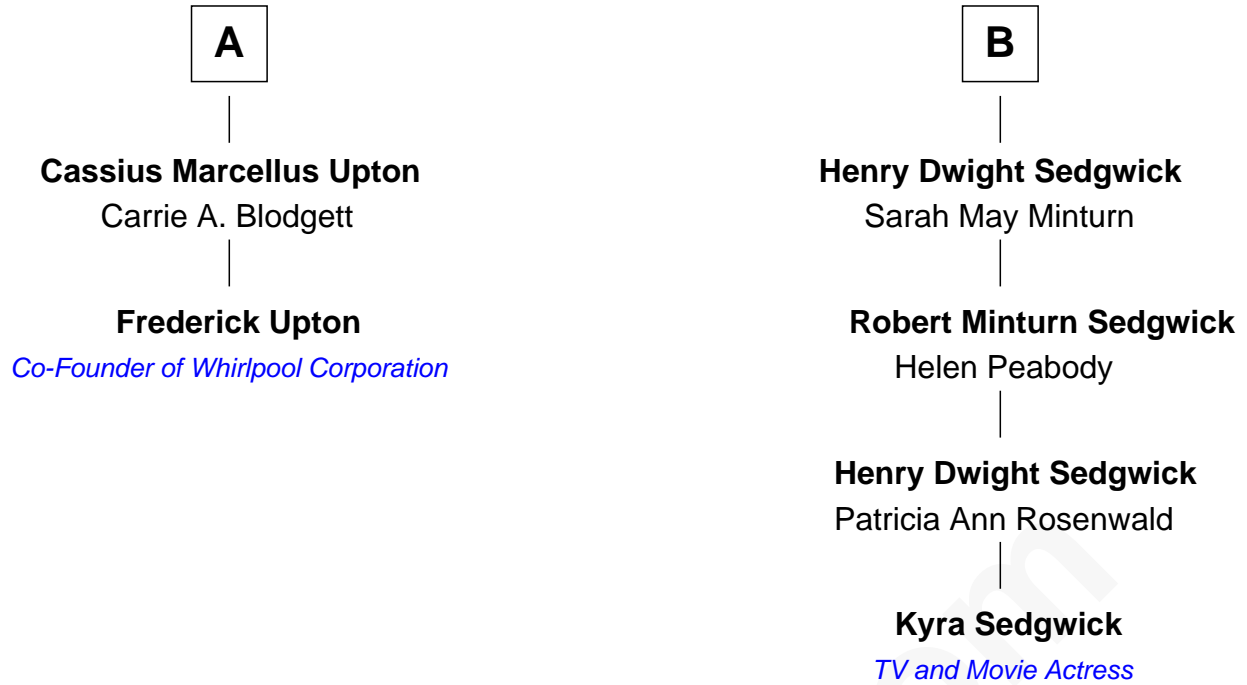 A
Cassius Marcellus Upton
Carrie A. Blodgett
Frederick Upton
Co-Founder of Whirlpool Corporation
B
Henry Dwight Sedgwick
Sarah May Minturn
Robert Minturn Sedgwick
Helen Peabody
Henry Dwight Sedgwick
Patricia Ann Rosenwald
Kyra Sedgwick
TV and Movie Actress